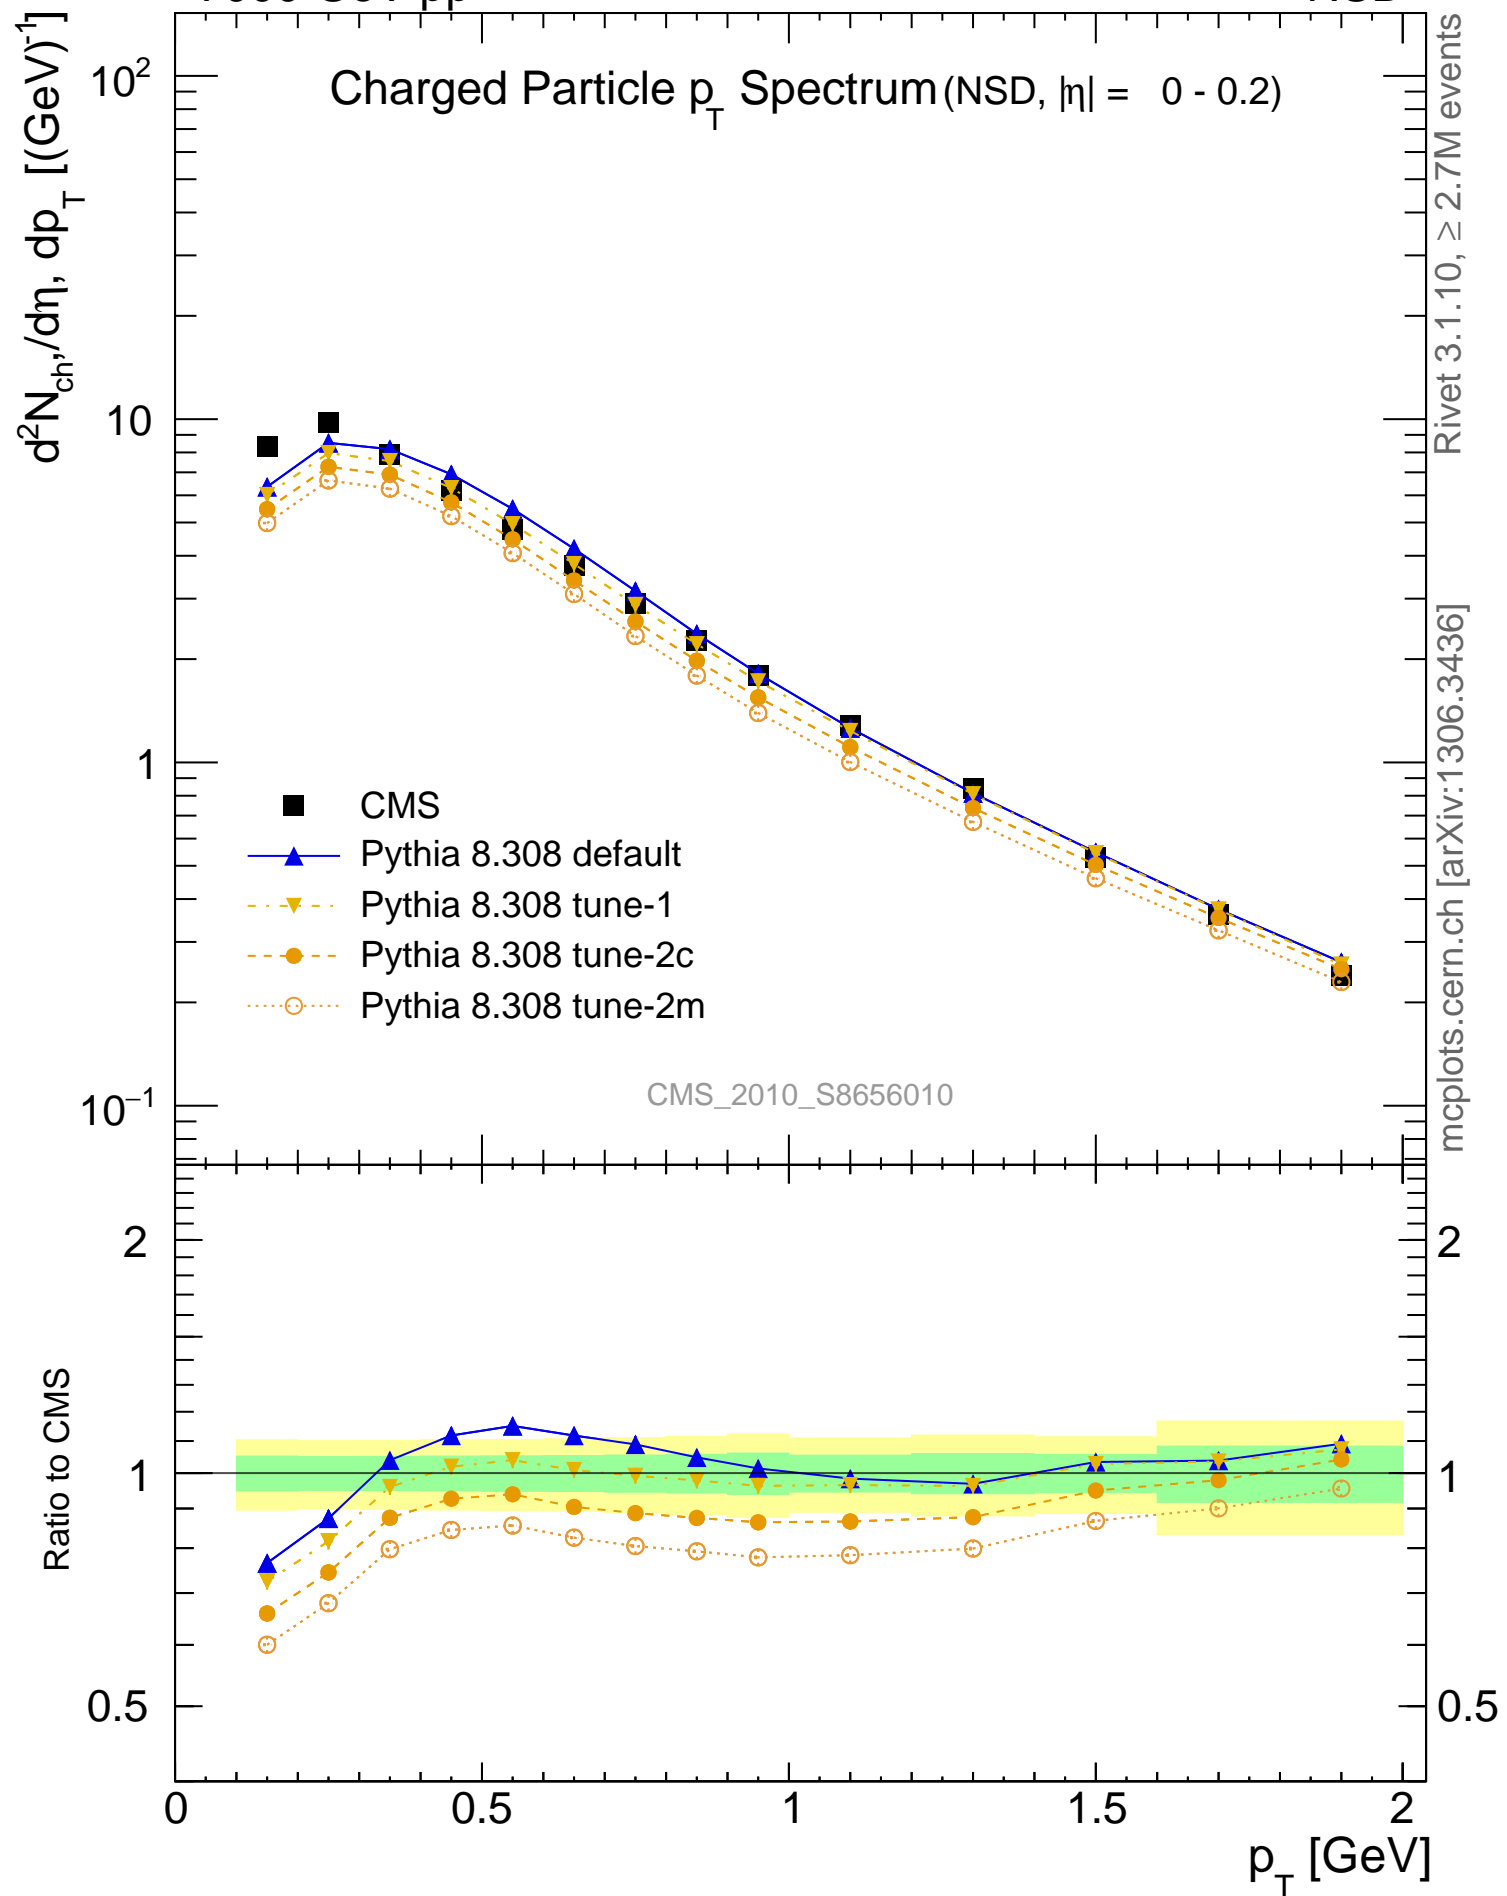 Charged Particle p_T Spectrum (NSD, |η| = 0 - 0.2)
d²N_ch,/dη, dp_T [(GeV)⁻¹]
10²
10
1
10⁻¹
CMS
Pythia 8.308 default
Pythia 8.308 tune-1
Pythia 8.308 tune-2c
Pythia 8.308 tune-2m
CMS_2010_S8656010
Rivet 3.1.10, ≥ 2.7M events
mcplots.cern.ch [arXiv:1306.3436]
Ratio to CMS
2
1
0.5
2
1
0.5
0
0.5
1
1.5
2
p_T [GeV]